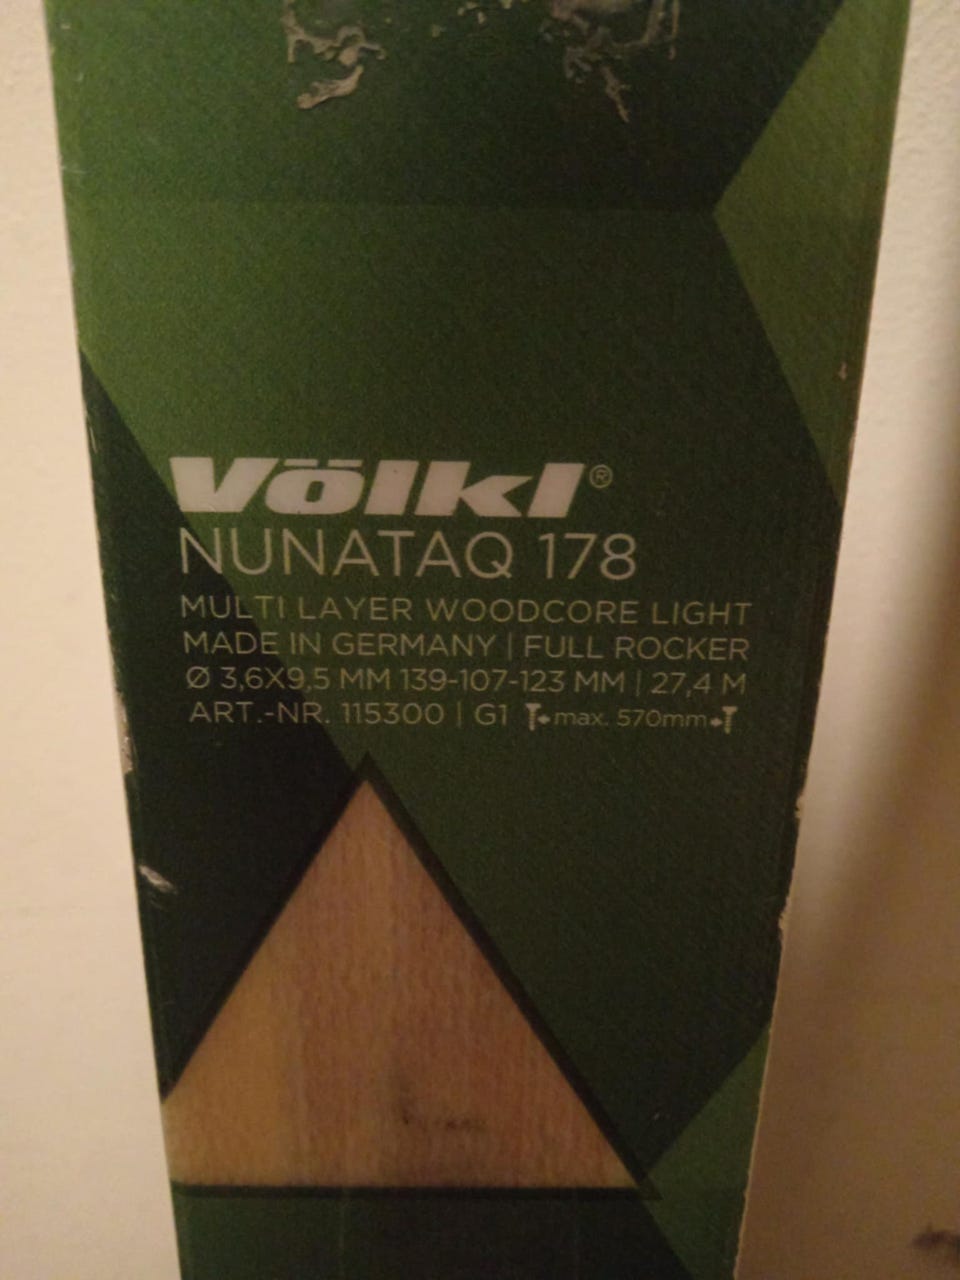 Völkl®
NUNATAQ 178
MULTI LAYER WOODCORE LIGHT
MADE IN GERMANY | FULL ROCKER
Ø 3,6X9,5 MM 139-107-123 MM | 27,4 M
ART.-NR. 115300 | G1 max. 570mm